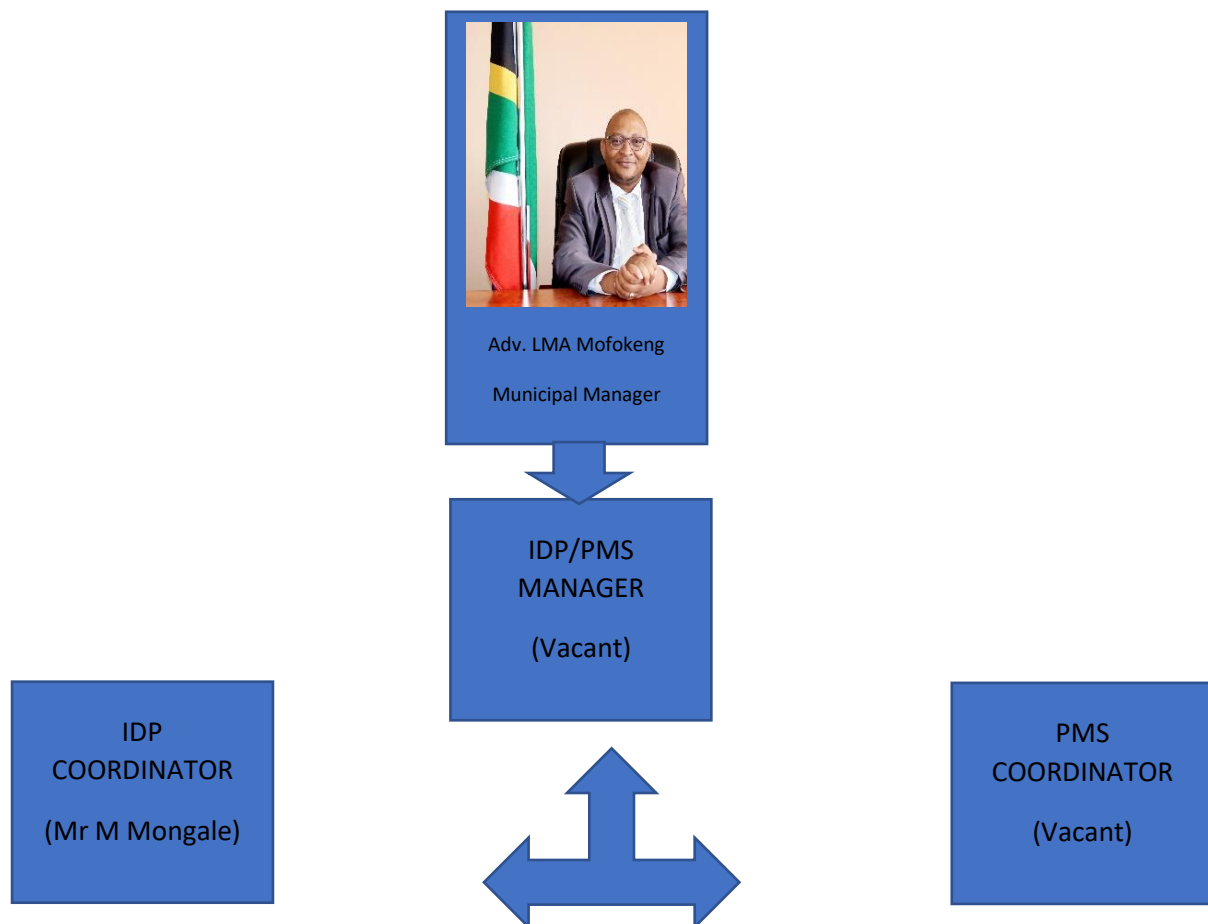 Adv. LMA Mofokeng
Municipal Manager
IDP/PMS
MANAGER
(Vacant)
IDP
COORDINATOR
(Mr M Mongale)
PMS
COORDINATOR
(Vacant)